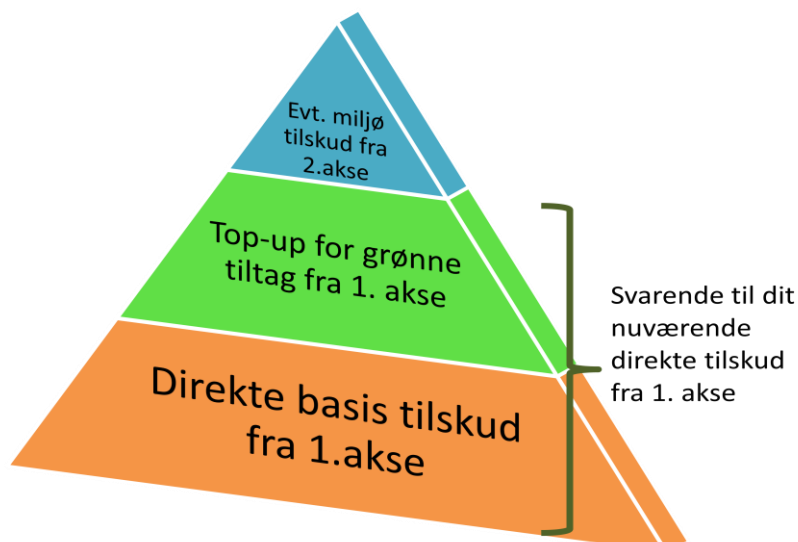 Evt. miljø
tilskud fra
2.akse
Top-up for grønne
tiltag fra 1. akse
Svarende til dit
nuværende
direkte tilskud
fra 1. akse
Direkte basis tilskud
fra 1.akse